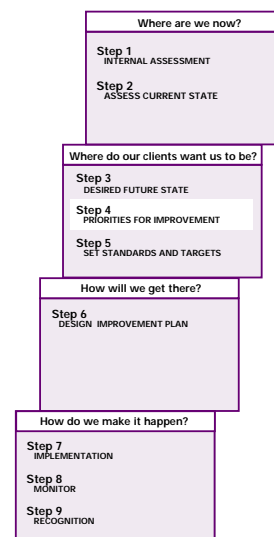 Where are we now?
Step 1
INTERNAL ASSESSMENT
Step 2
ASSESS CURRENT STATE
Where do our clients want us to be?
Step 3
DESIRED FUTURE STATE
Step 4
PRIORITIES FOR IMPROVEMENT
Step 5
SET STANDARDS AND TARGETS
How will we get there?
Step 6
DESIGN IMPROVEMENT PLAN
How do we make it happen?
Step 7
IMPLEMENTATION
Step 8
MONITOR
Step 9
RECOGNITION